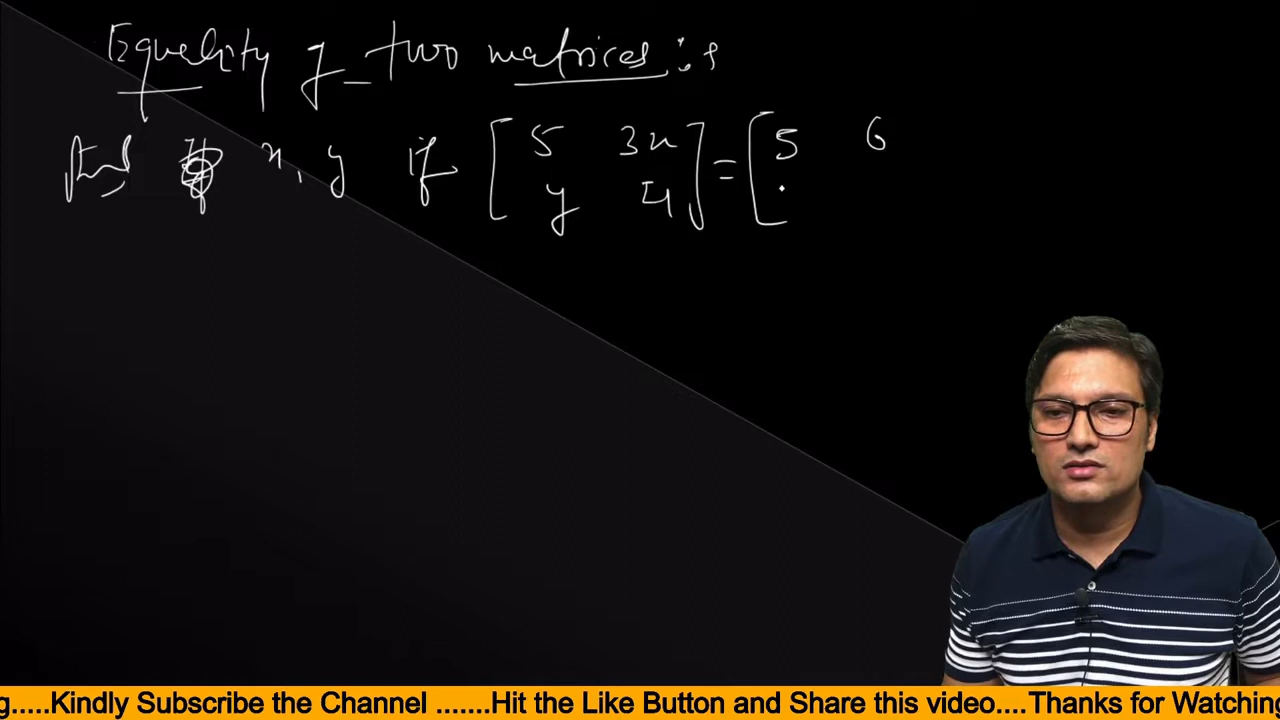 Equality of two matrices :
find x, y if [ 5 3x ] = [ 5 6
y 4
g.....Kindly Subscribe the Channel .......Hit the Like Button and Share this video....Thanks for Watching